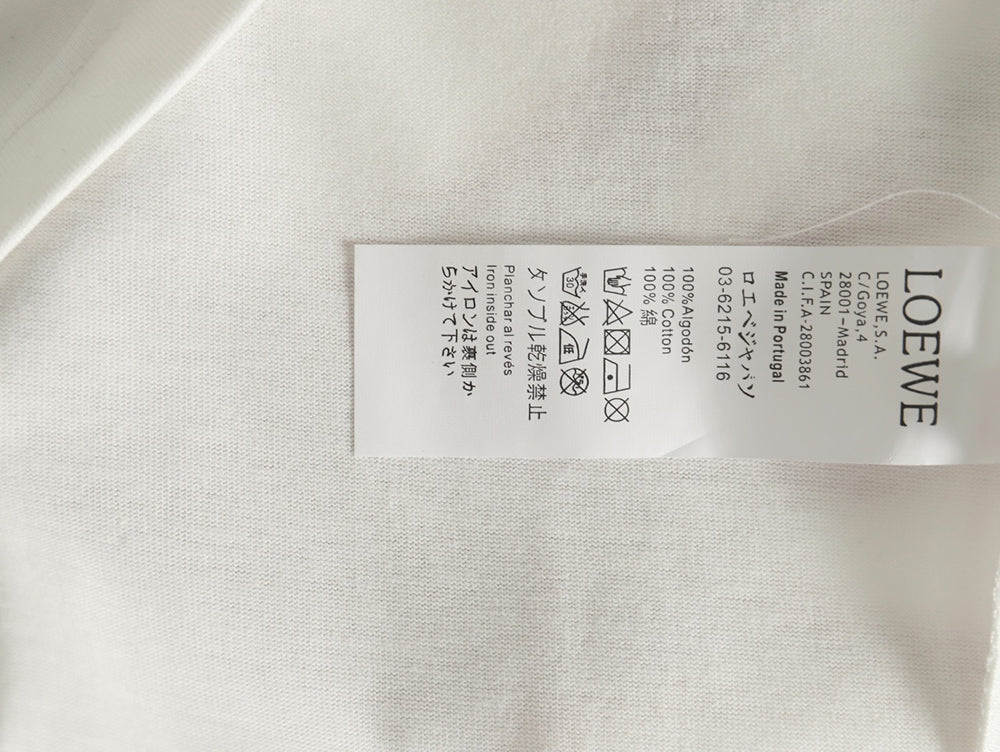 LOEWE
LOEWE,S.A.
C/Goya,4
28001-Madrid
SPAIN
C.I.F.A-28003861
Made in Portugal
ロエベジャパン
03-6215-6116
100%Algodón
100% Cotton
100% 綿
30
低
タンブル乾燥禁止
Planchar al revés
Iron inside out
アイロンは裏側か
らかけて下さい